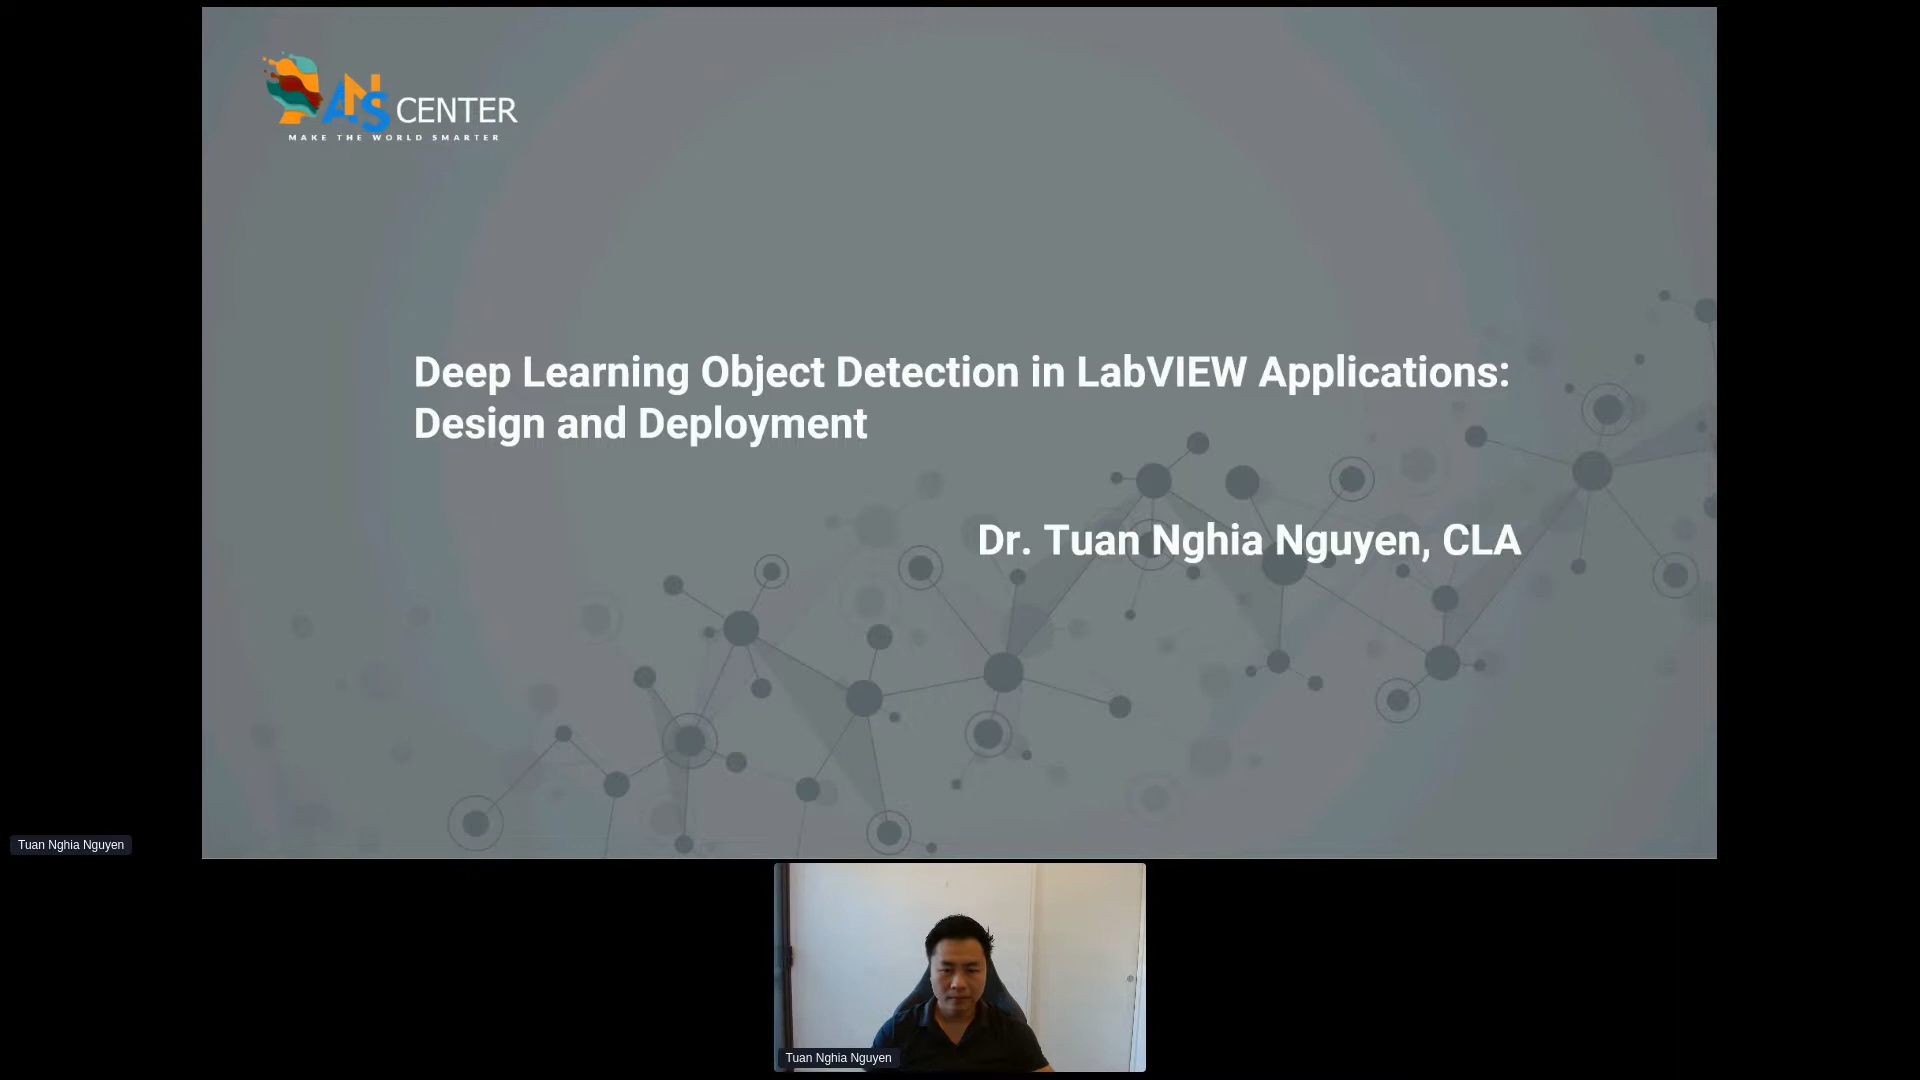 ANS CENTER
MAKE THE WORLD SMARTER
Deep Learning Object Detection in LabVIEW Applications:
Design and Deployment
Dr. Tuan Nghia Nguyen, CLA
Tuan Nghia Nguyen
Tuan Nghia Nguyen